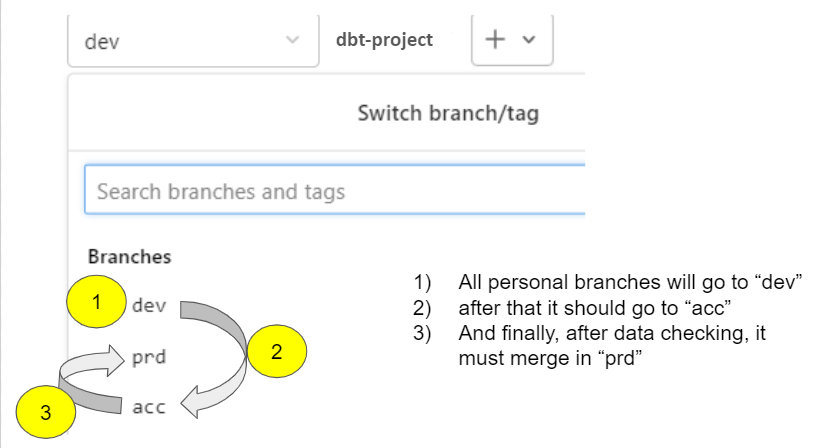 dev dbt-project +
Switch branch/tag
Search branches and tags
Branches
1 dev
2
prd
3 acc
1) All personal branches will go to “dev”
2) after that it should go to “acc”
3) And finally, after data checking, it
must merge in “prd”